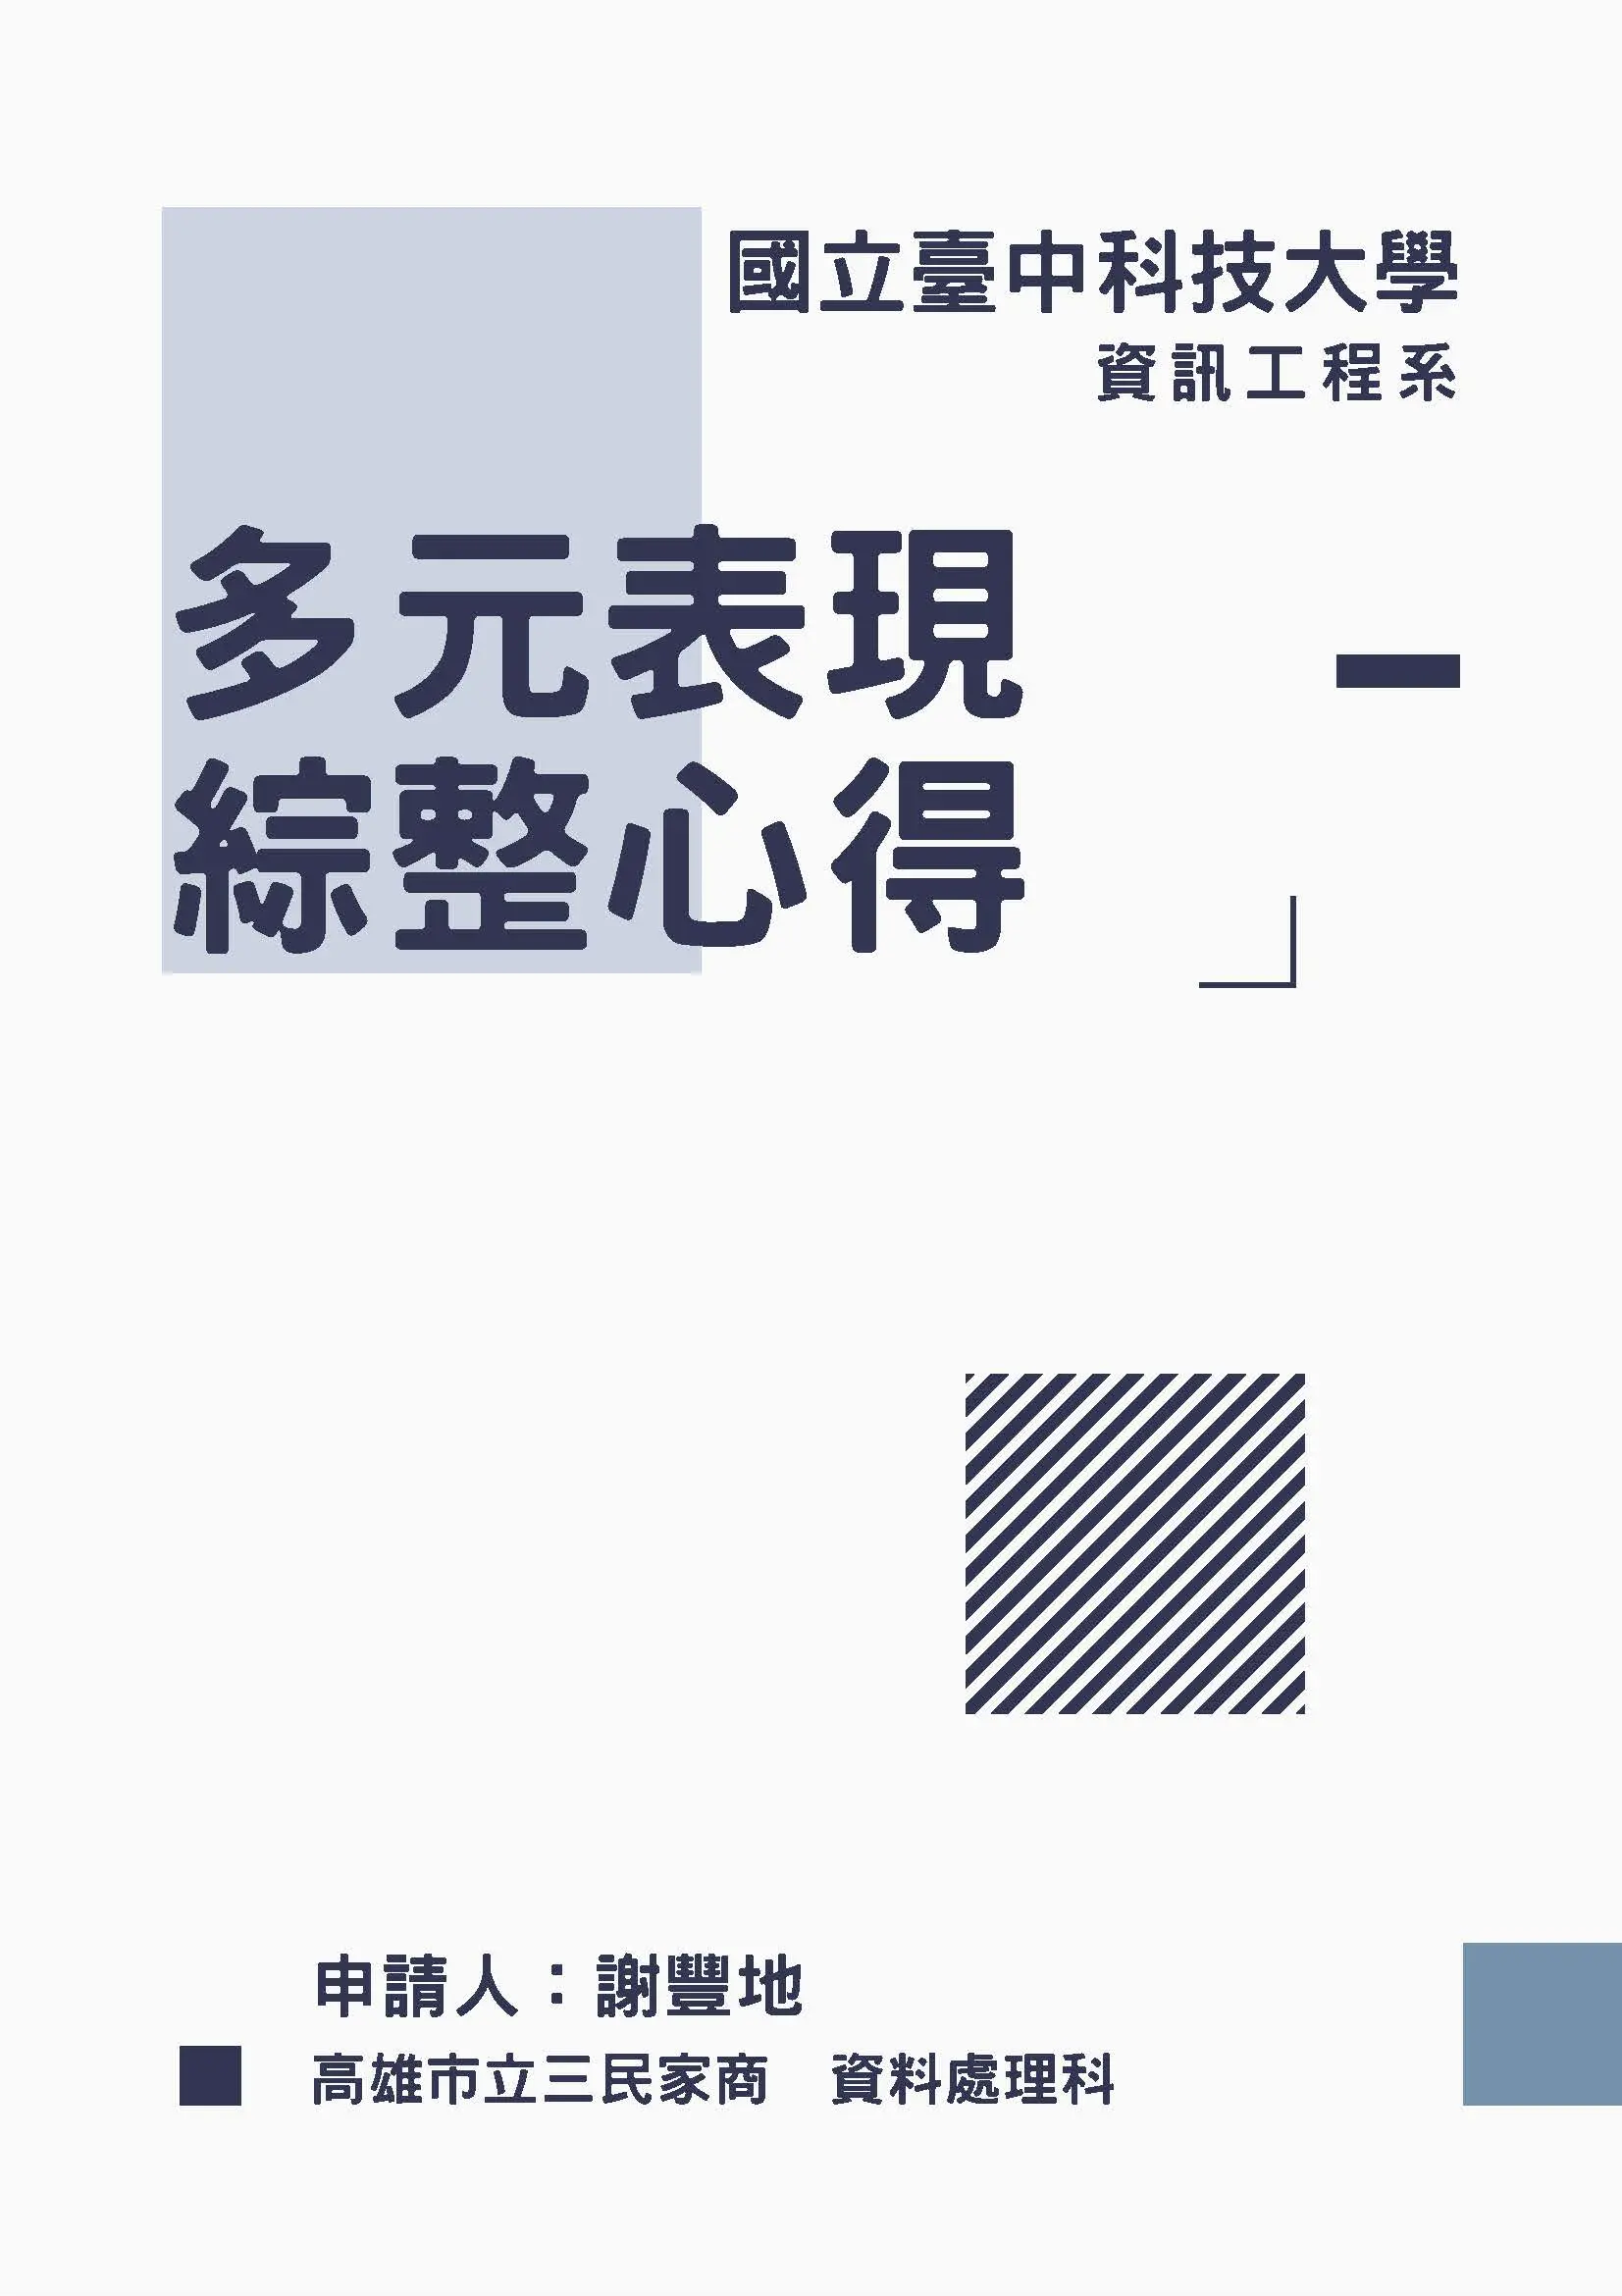 國立臺中科技大學
資訊工程系
多元表現
綜整心得
申請人：謝豐地
高雄市立三民家商　資料處理科